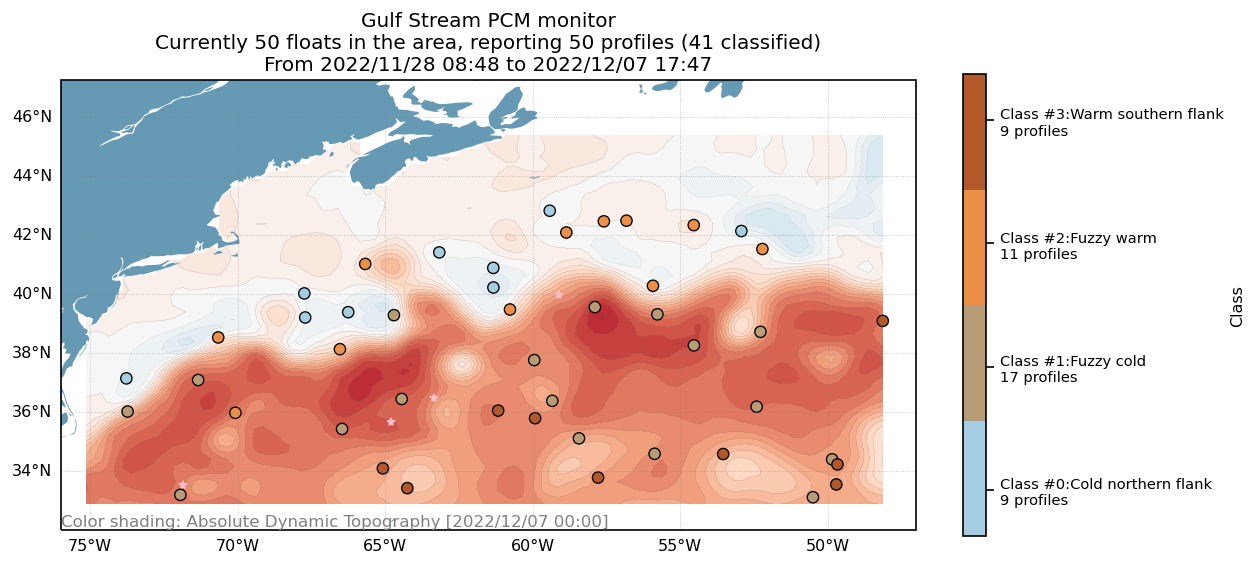 Gulf Stream PCM monitor
Currently 50 floats in the area, reporting 50 profiles (41 classified)
From 2022/11/28 08:48 to 2022/12/07 17:47
46°N
44°N
42°N
40°N
38°N
36°N
34°N
Color shading: Absolute Dynamic Topography [2022/12/07 00:00]
75°W
70°W
65°W
60°W
55°W
50°W
Class #3:Warm southern flank
9 profiles
Class #2:Fuzzy warm
11 profiles
Class #1:Fuzzy cold
17 profiles
Class #0:Cold northern flank
9 profiles
Class